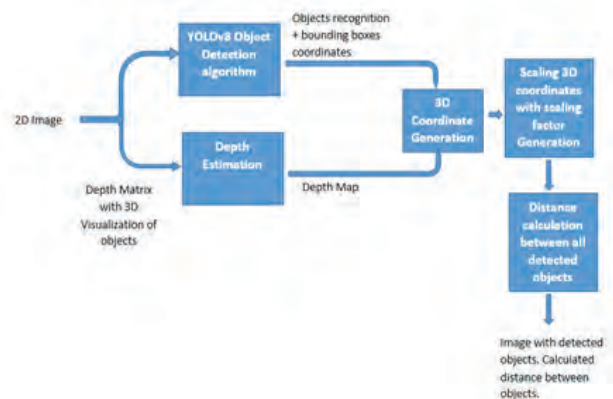 2D Image
YOLOv8 Object
Detection
algorithm
Objects recognition
+ bounding boxes
coordinates
Depth
Estimation
Depth Matrix
with 3D
Visualization of
objects
Depth Map
3D
Coordinate
Generation
Scaling 3D
coordinates
with scaling
factor
Generation
Distance
calculation
between all
detected
objects
Image with detected
objects. Calculated
distance between
objects.